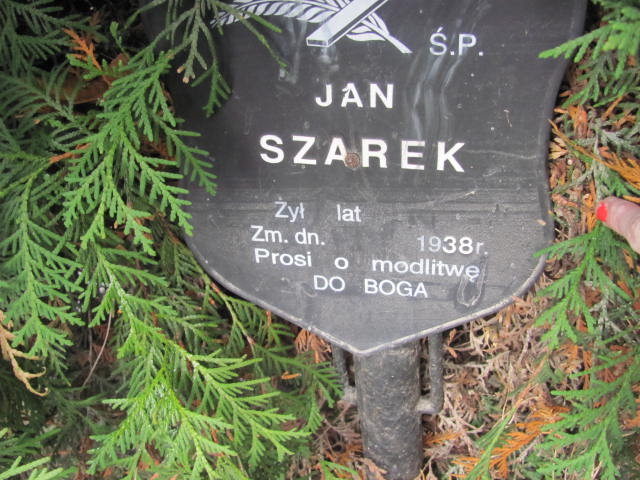 Ś.P.
JAN
SZAREK
Żył lat
Zm. dn. 1938r.
Prosi o modlitwę
DO BOGA